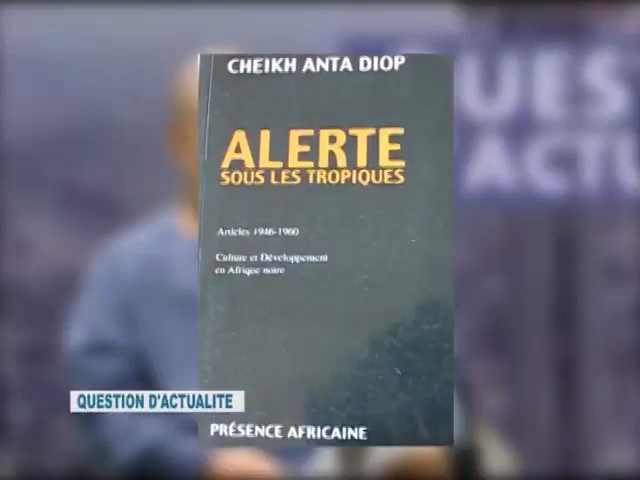 CHEIKH ANTA DIOP
ALERTE
SOUS LES TROPIQUES
Articles 1946-1960
Culture et Développement
en Afrique noire
PRÉSENCE AFRICAINE
QUESTION D'ACTUALITE